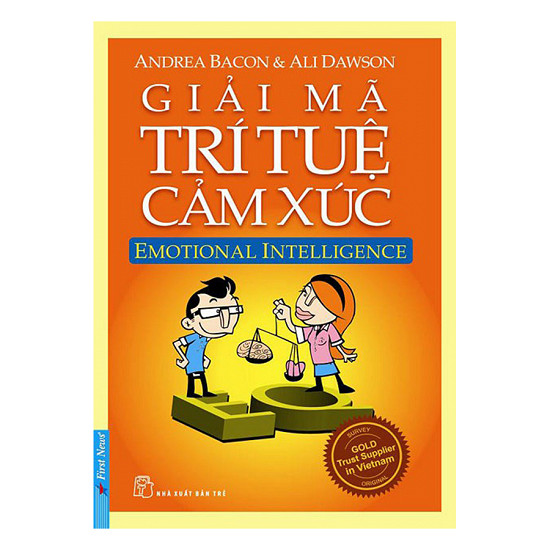 ANDREA BACON & ALI DAWSON
GIẢI MÃ
TRÍ TUỆ
CẢM XÚC
EMOTIONAL INTELLIGENCE
EQ
SURVEY
GOLD
Trust Supplier
in Vietnam
ORIGINAL
First News
NHÀ XUẤT BẢN TRẺ